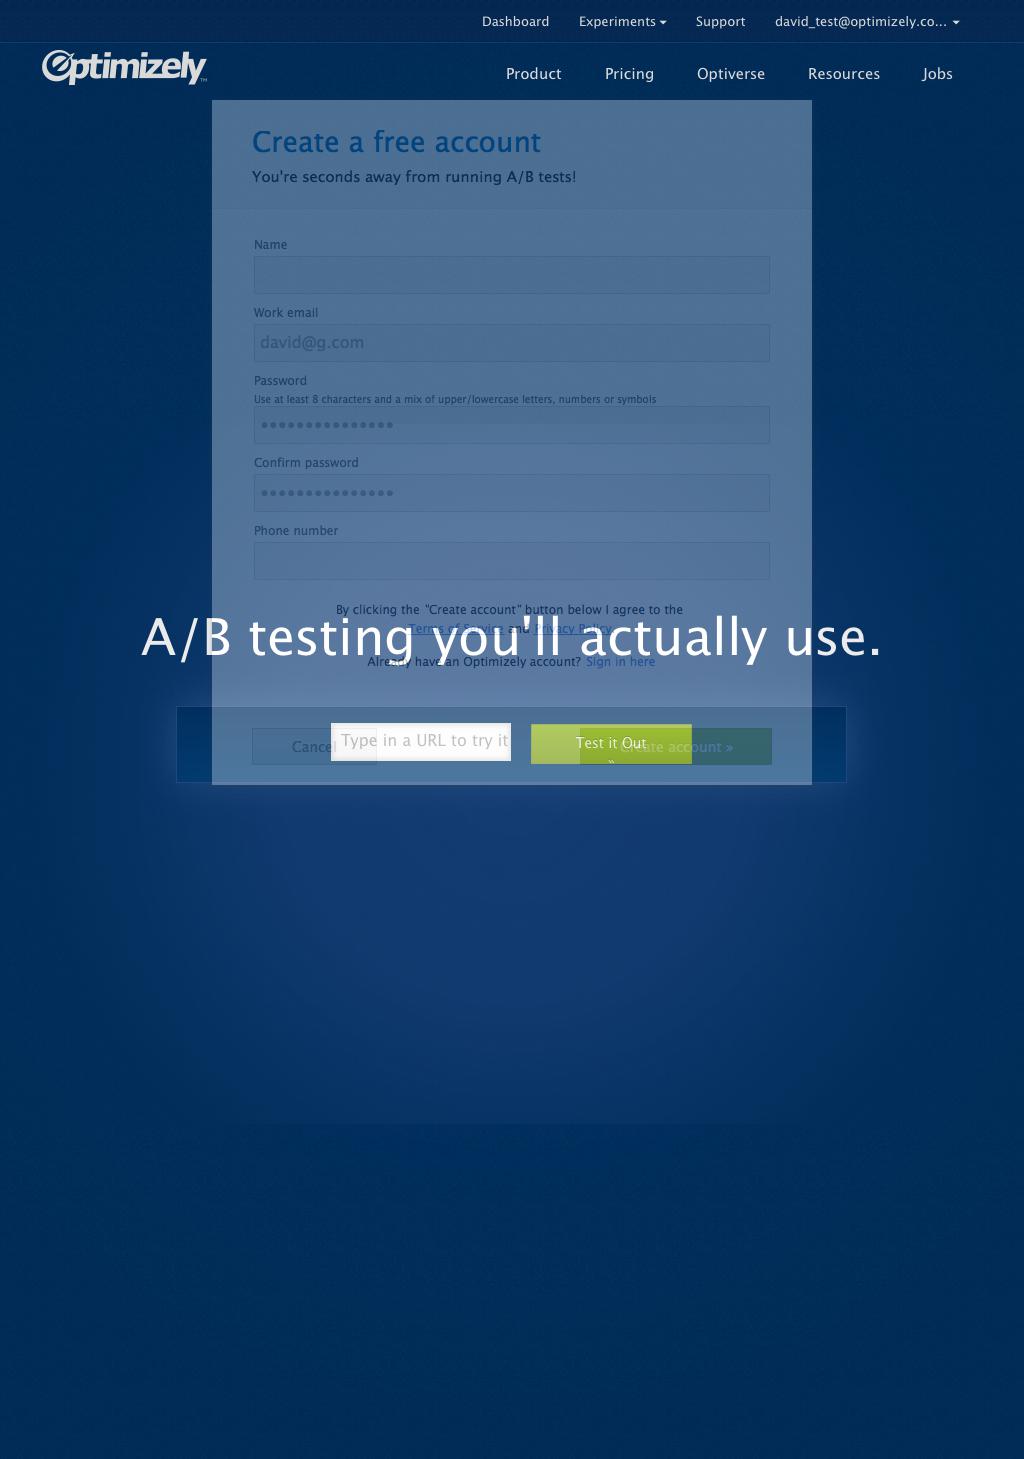 Dashboard Experiments Support david_test@optimizely.co...
Optimizely™ Product Pricing Optiverse Resources Jobs
Create a free account
You're seconds away from running A/B tests!
Name
Work email
david@g.com
Password
Use at least 8 characters and a mix of upper/lowercase letters, numbers or symbols
•••••••••••••••
Confirm password
•••••••••••••••
Phone number
By clicking the "Create account" button below I agree to the
Terms of Service and Privacy Policy.
A/B testing you'll actually use.
Already have an Optimizely account? Sign in here
Cancel Type in a URL to try it Test it Out » Create account »